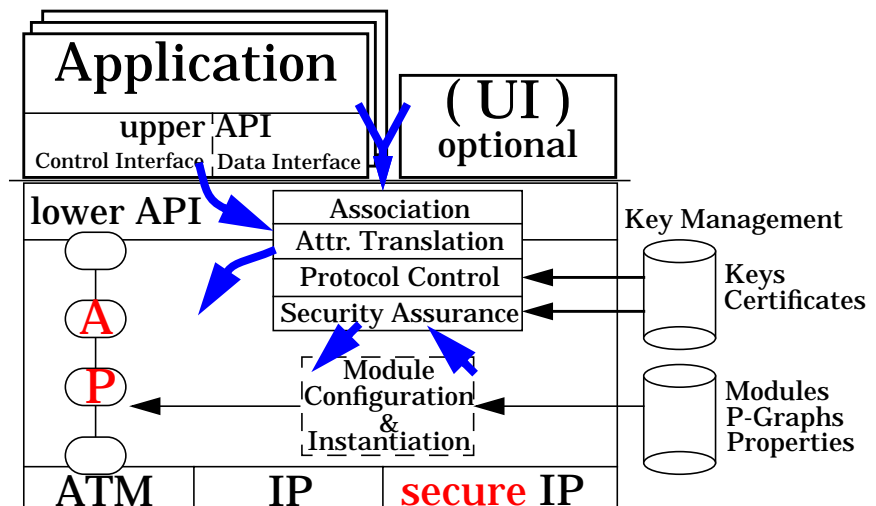 Application
upper API
Control Interface Data Interface
( UI )
optional
lower API
Association
Attr. Translation
Protocol Control
Security Assurance
Key Management
Keys
Certificates
A
P
Module
Configuration
&
Instantiation
Modules
P-Graphs
Properties
ATM
IP
secure IP